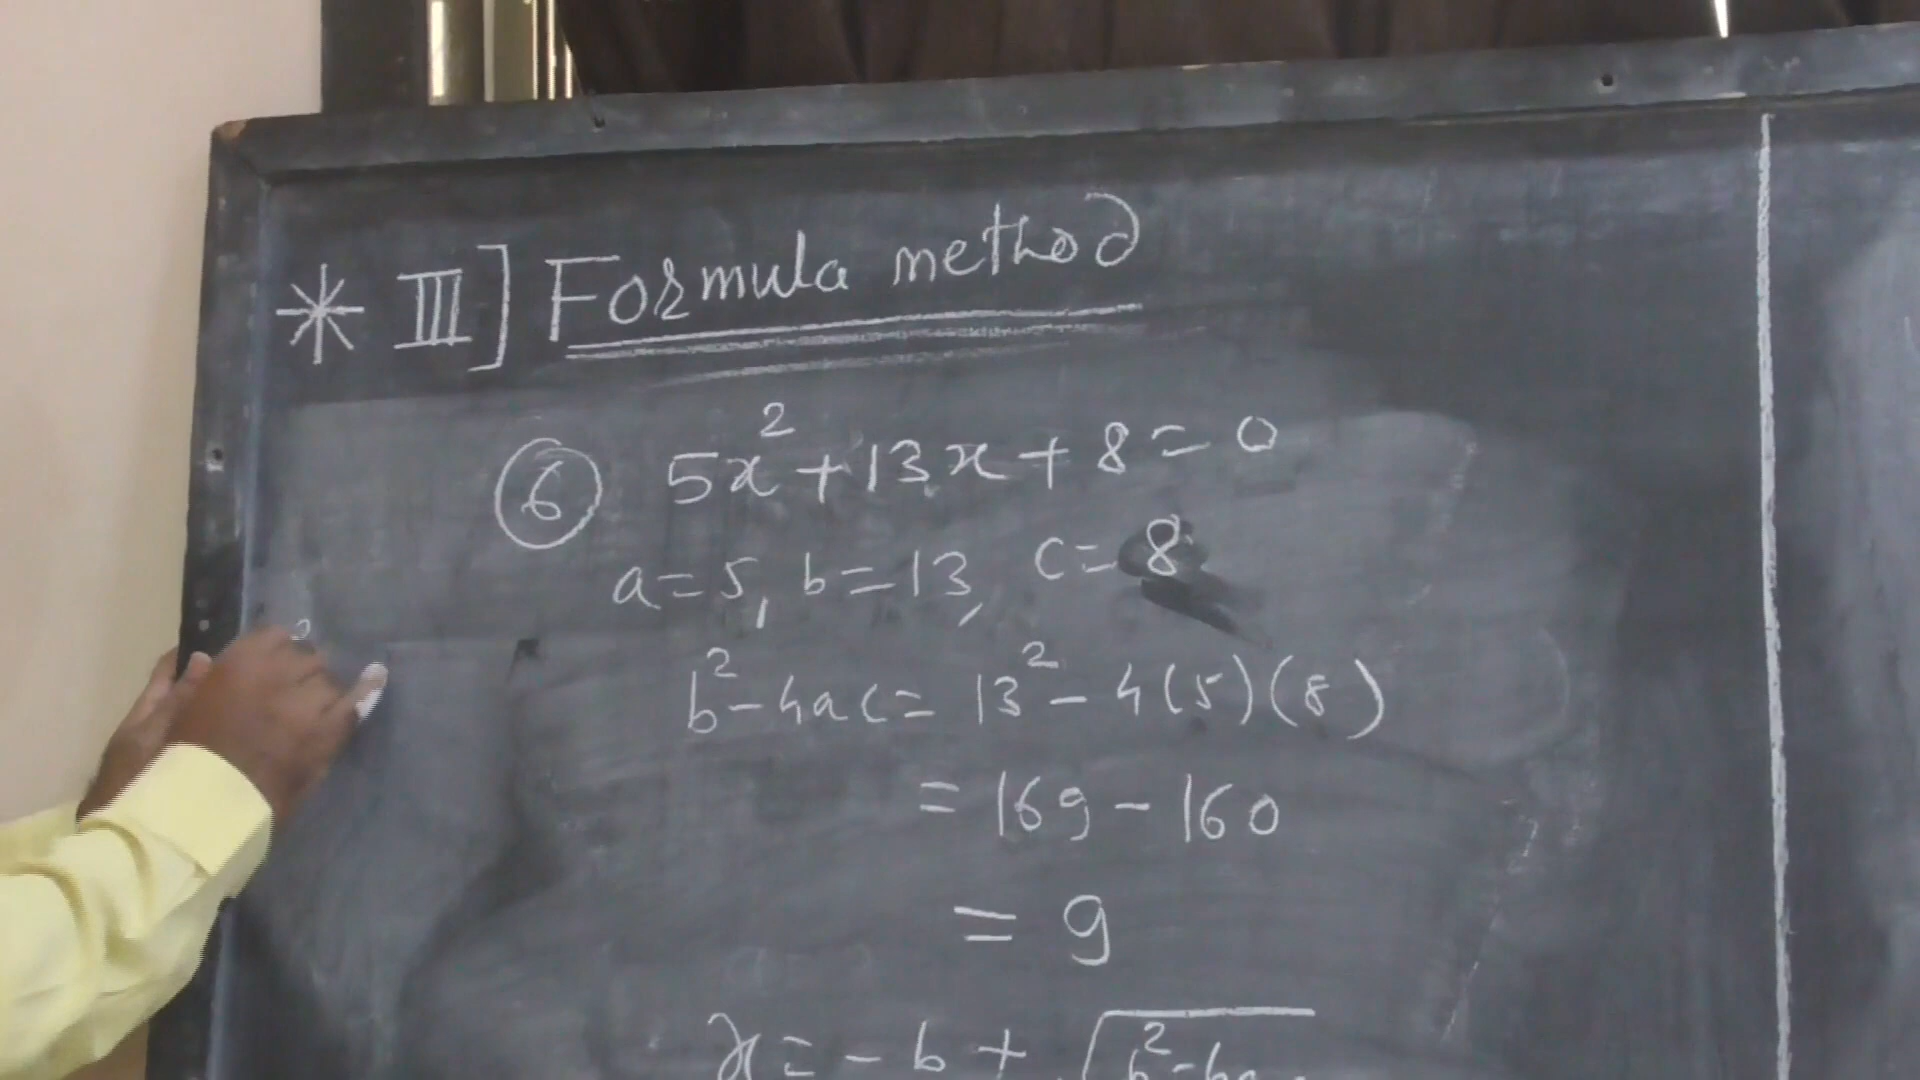 * III] Formula method
⑥ 5x² + 13x + 8 = 0
a = 5, b = 13, c = 8
b² - 4ac = 13² - 4(5)(8)
= 169 - 160
= 9
x = - b + √b²-